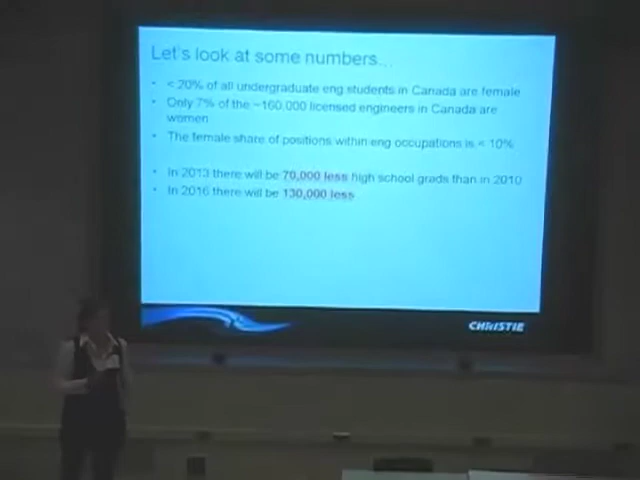 Let's look at some numbers...
• < 20% of all undergraduate eng students in Canada are female
• Only 7% of the ~160,000 licensed engineers in Canada are
women
• The female share of positions within eng occupations is < 10%
• In 2013 there will be 70,000 less high school grads than in 2010
• In 2016 there will be 130,000 less
CHRISTIE